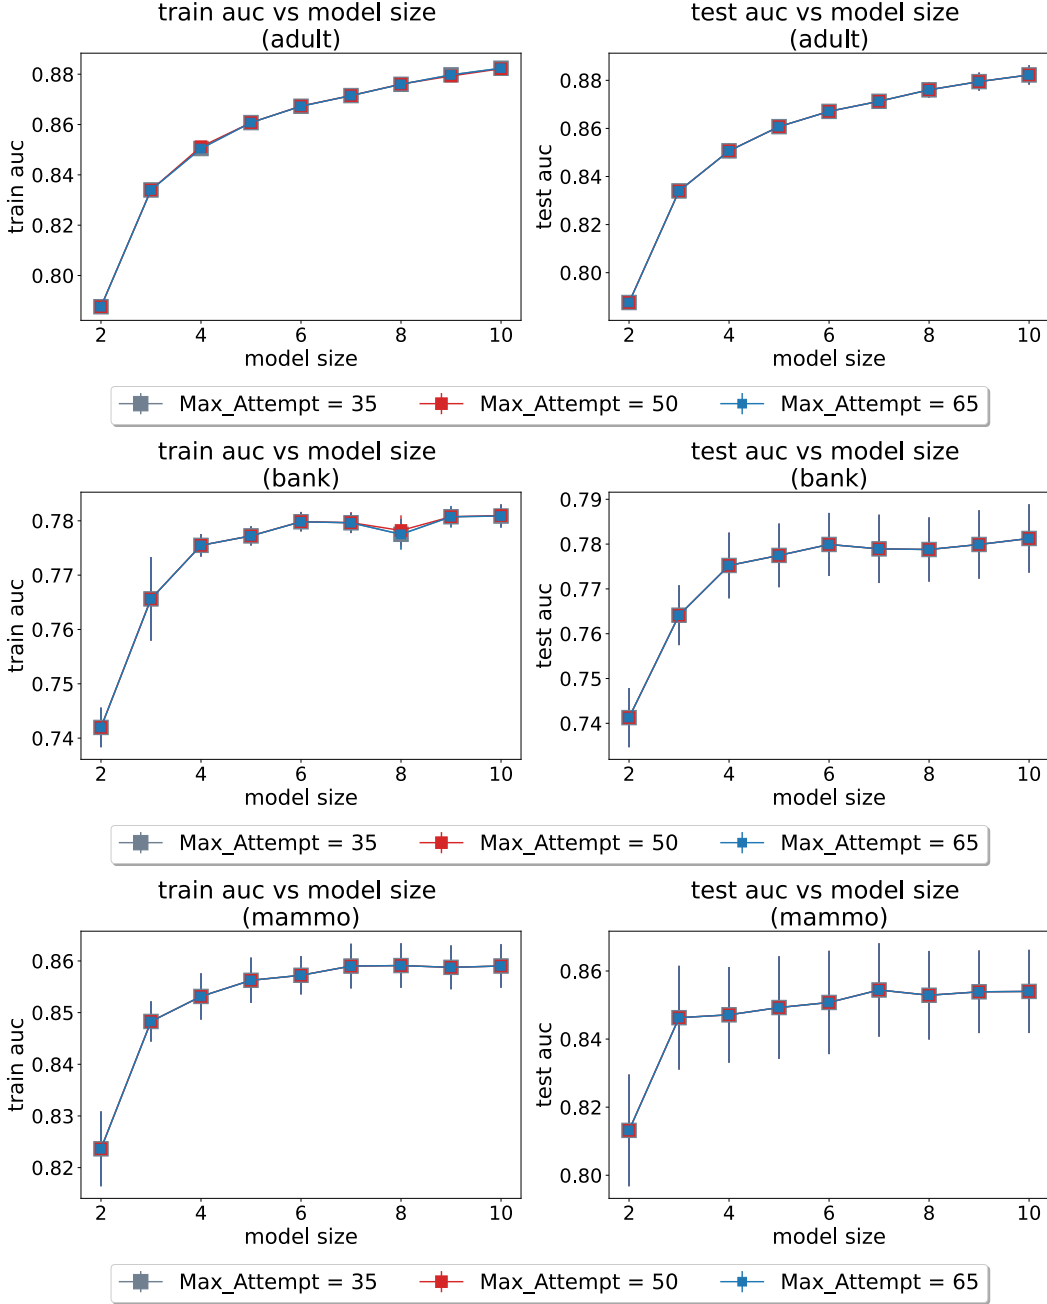 train auc vs model size
(adult)
train auc
0.88
0.86
0.84
0.82
0.80
2 4 6 8 10
model size
test auc vs model size
(adult)
test auc
0.88
0.86
0.84
0.82
0.80
2 4 6 8 10
model size
Max_Attempt = 35 Max_Attempt = 50 Max_Attempt = 65
train auc vs model size
(bank)
train auc
0.78
0.77
0.76
0.75
0.74
2 4 6 8 10
model size
test auc vs model size
(bank)
test auc
0.79
0.78
0.77
0.76
0.75
0.74
2 4 6 8 10
model size
Max_Attempt = 35 Max_Attempt = 50 Max_Attempt = 65
train auc vs model size
(mammo)
train auc
0.86
0.85
0.84
0.83
0.82
2 4 6 8 10
model size
test auc vs model size
(mammo)
test auc
0.86
0.84
0.82
0.80
2 4 6 8 10
model size
Max_Attempt = 35 Max_Attempt = 50 Max_Attempt = 65